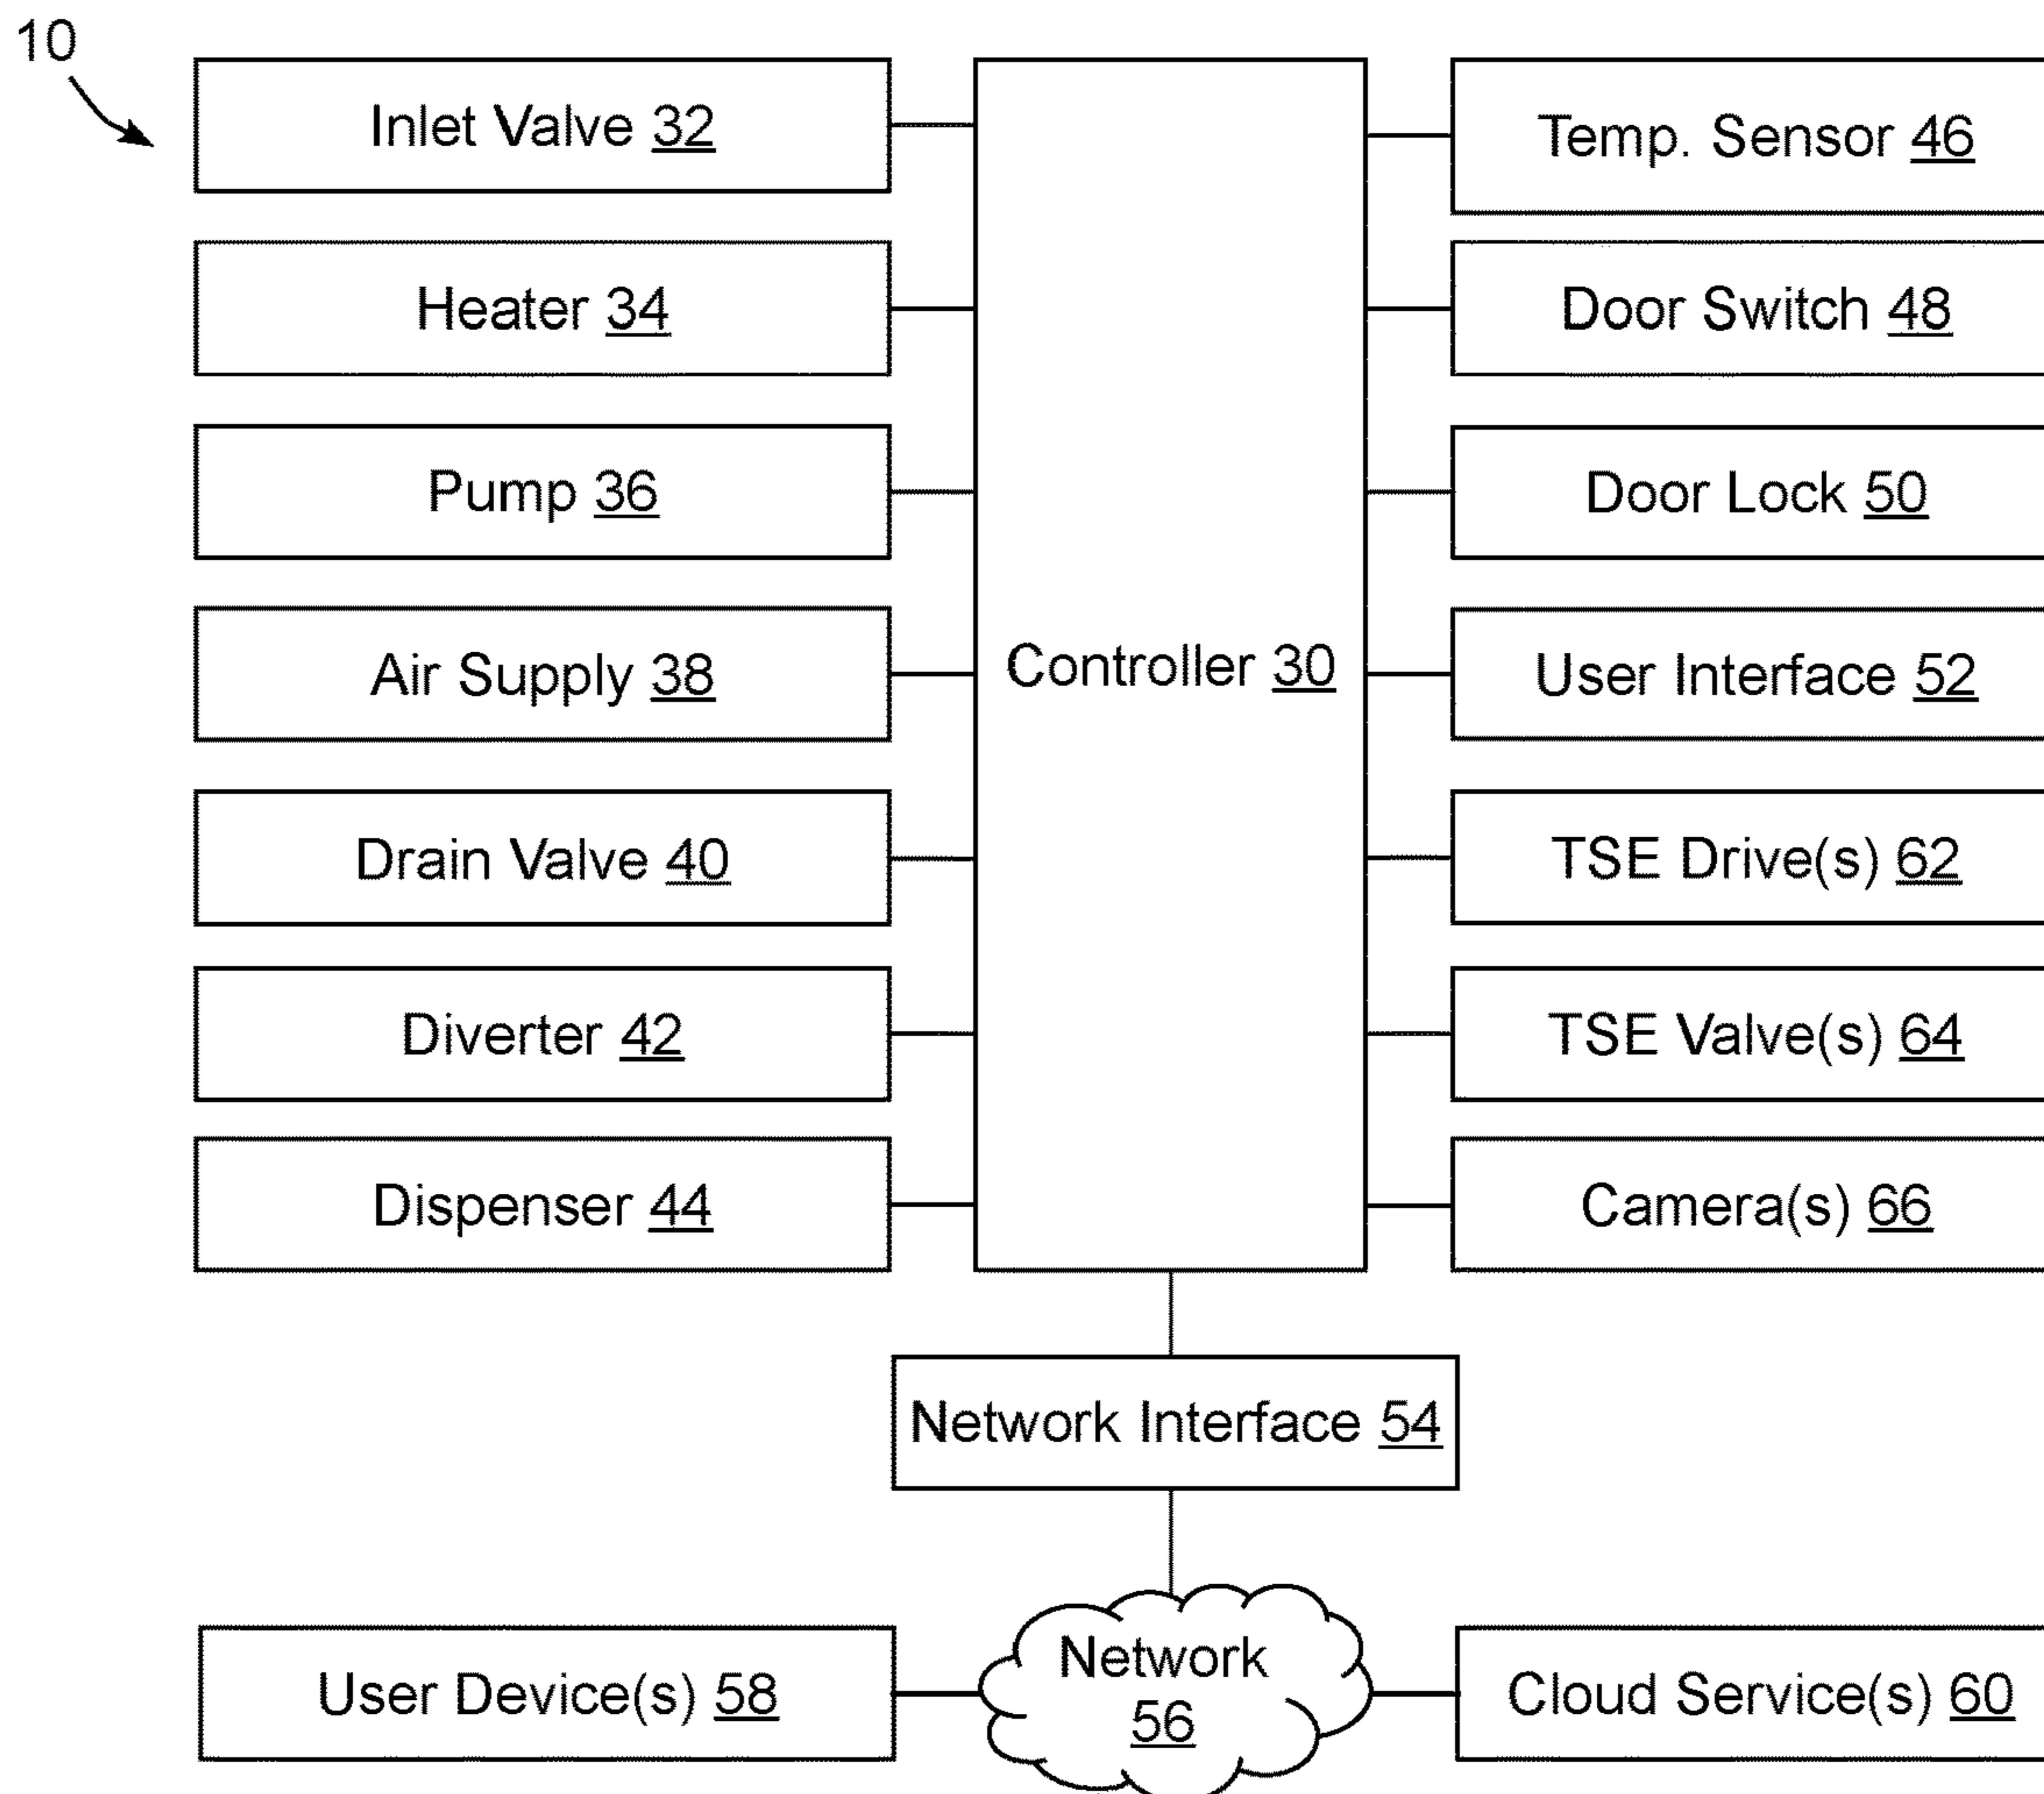 10
Inlet Valve 32
Temp. Sensor 46
Heater 34
Door Switch 48
Pump 36
Door Lock 50
Air Supply 38
Controller 30
User Interface 52
Drain Valve 40
TSE Drive(s) 62
Diverter 42
TSE Valve(s) 64
Dispenser 44
Camera(s) 66
Network Interface 54
User Device(s) 58
Network
56
Cloud Service(s) 60